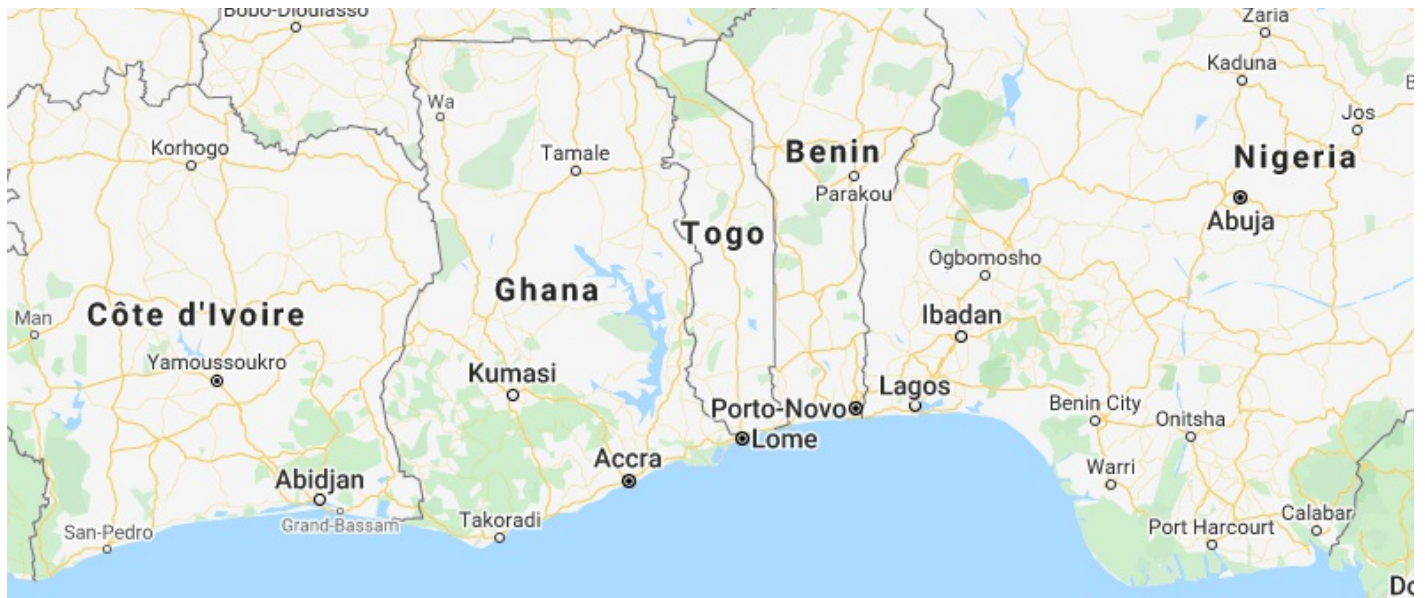 Bobo-Dioulasso
Zaria
Kaduna
Wa
Jos
Korhogo
Tamale
Benin
Nigeria
Parakou
Abuja
Togo
Ogbomosho
Ghana
Côte d'Ivoire
Man
Ibadan
Yamoussoukro
Kumasi
Lagos
Porto-Novo
Benin City
Onitsha
Lome
Accra
Warri
Abidjan
Grand-Bassam
Takoradi
San-Pedro
Calabar
Port Harcourt